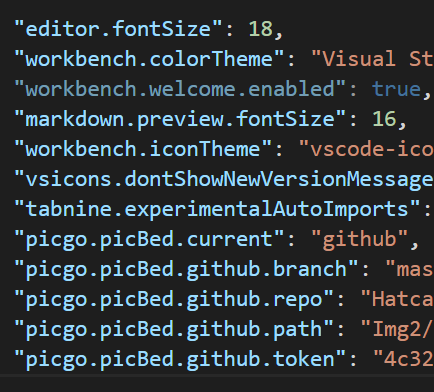 "editor.fontSize": 18,
"workbench.colorTheme": "Visual St
"workbench.welcome.enabled": true,
"markdown.preview.fontSize": 16,
"workbench.iconTheme": "vscode-ico
"vsicons.dontShowNewVersionMessage
"tabnine.experimentalAutoImports":
"picgo.picBed.current": "github",
"picgo.picBed.github.branch": "mas
"picgo.picBed.github.repo": "Hatca
"picgo.picBed.github.path": "Img2/
"picgo.picBed.github.token": "4c32